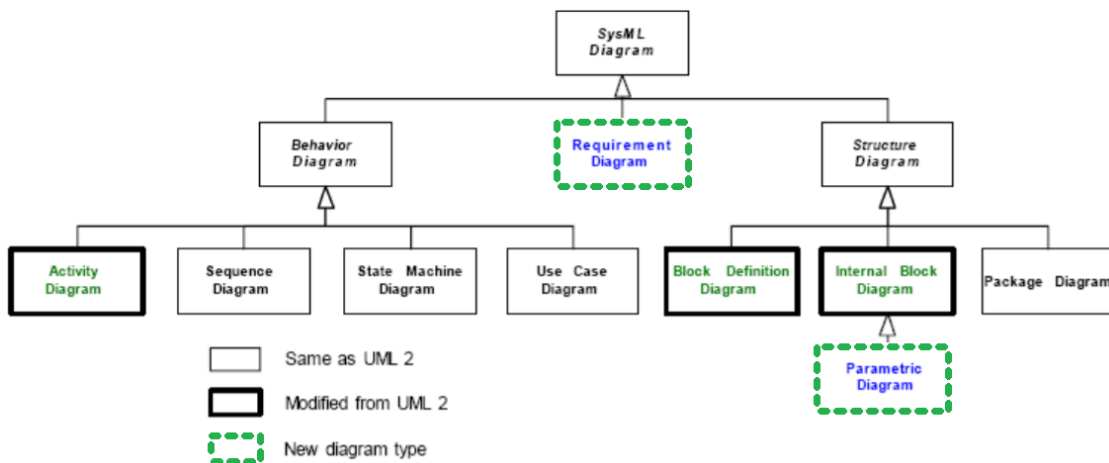 SysML
Diagram
Behavior
Diagram
Requirement
Diagram
Structure
Diagram
Activity
Diagram
Sequence
Diagram
State Machine
Diagram
Use Case
Diagram
Block Definition
Diagram
Internal Block
Diagram
Package Diagram
Parametric
Diagram
Same as UML 2
Modified from UML 2
New diagram type